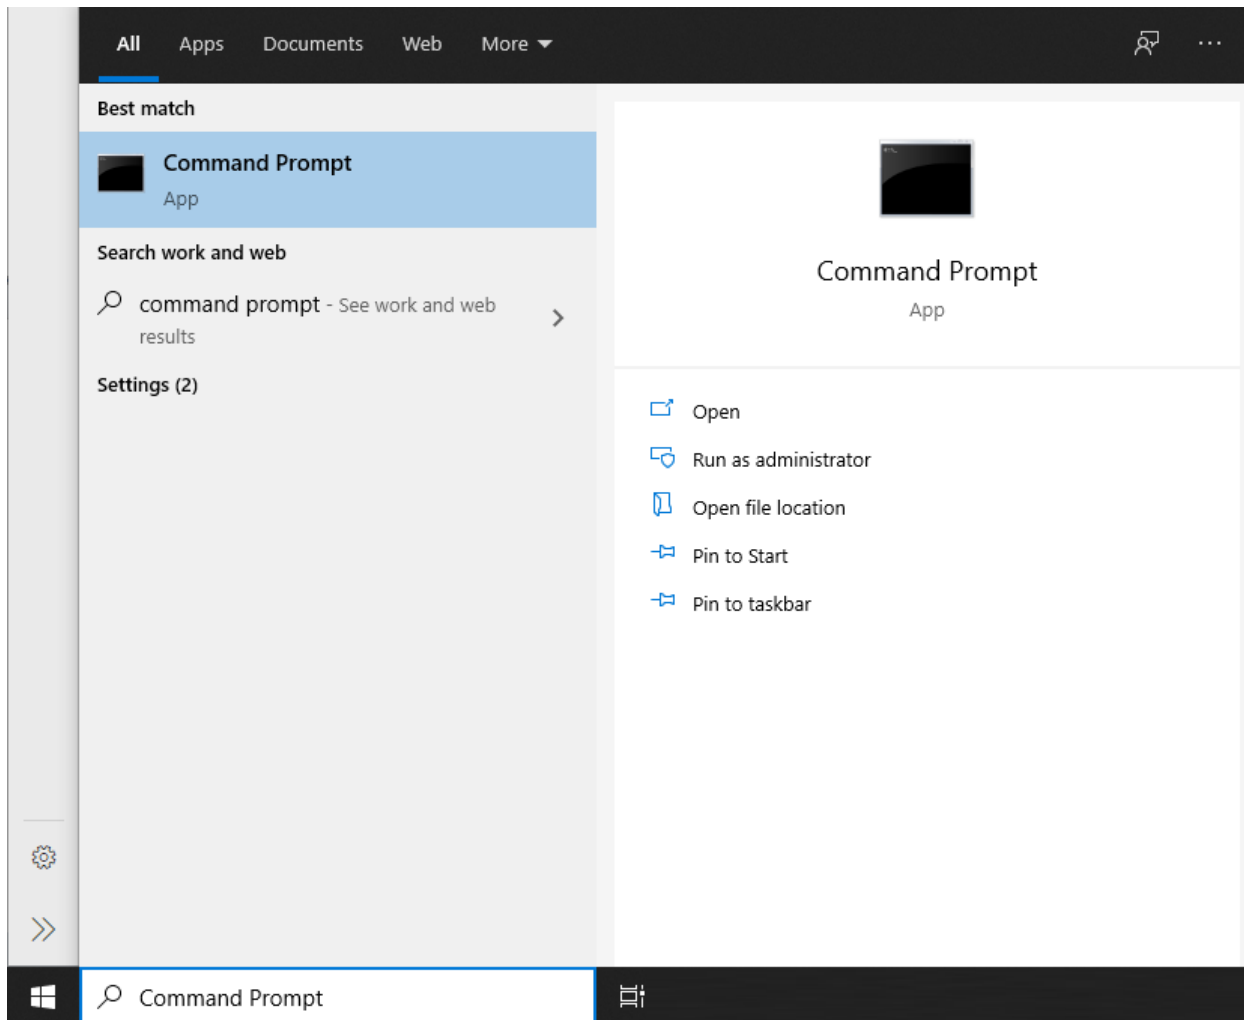 All Apps Documents Web More
Best match
Command Prompt
App
Search work and web
command prompt - See work and web
results
Settings (2)
Command Prompt
App
Open
Run as administrator
Open file location
Pin to Start
Pin to taskbar
Command Prompt